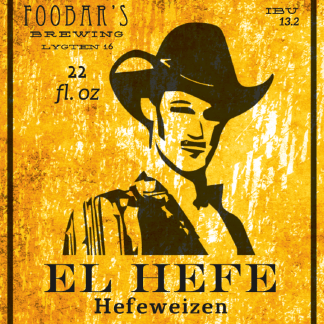 FOOBAR'S
BREWING
LYGTEN 16
IBU
13.2
22
fl. oz
EL HEFE
Hefeweizen